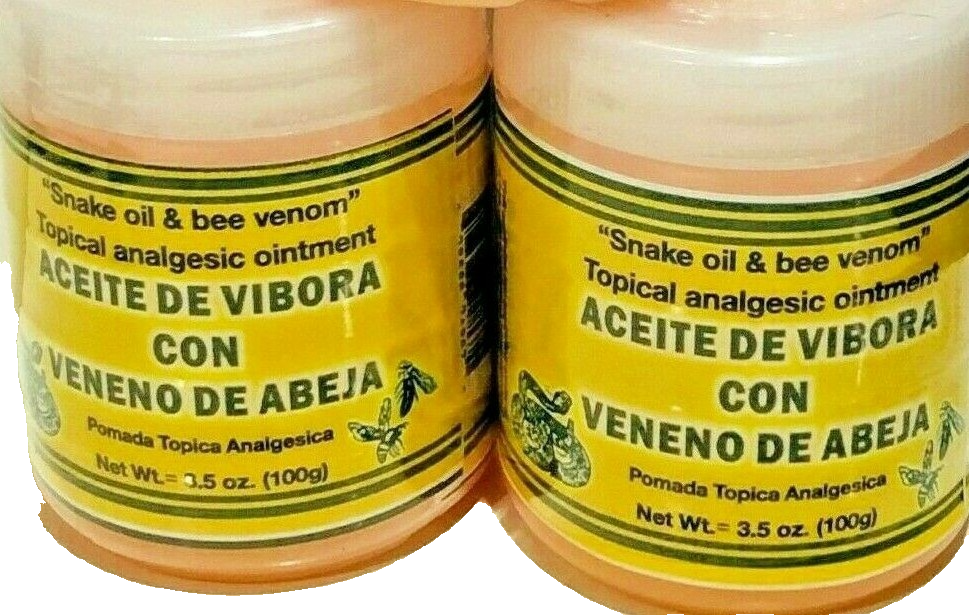 “Snake oil & bee venom”
Topical analgesic ointment
ACEITE DE VIBORA
CON
VENENO DE ABEJA
Pomada Topica Analgesica
Net Wt.= 3.5 oz. (100g)
“Snake oil & bee venom”
Topical analgesic ointment
ACEITE DE VIBORA
CON
VENENO DE ABEJA
Pomada Topica Analgesica
Net Wt.= 3.5 oz. (100g)